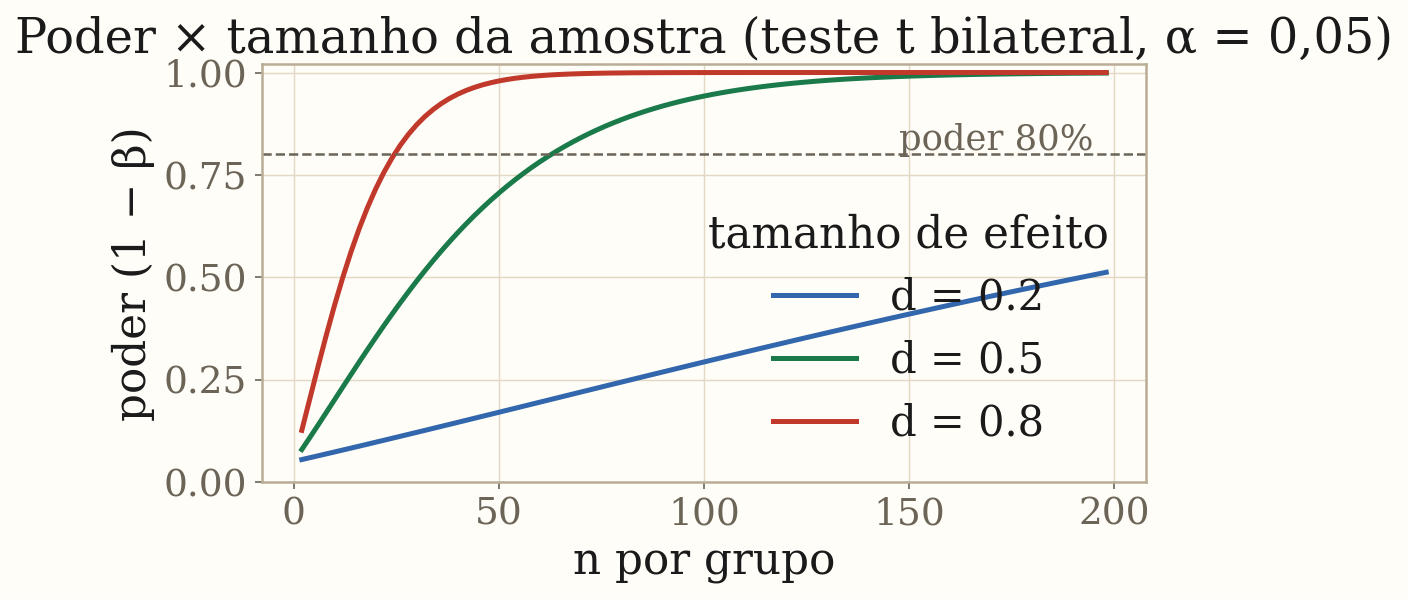 Poder × tamanho da amostra (teste t bilateral, α = 0,05)
poder (1 − β)
1.00
0.75
0.50
0.25
0.00
poder 80%
tamanho de efeito
d = 0.2
d = 0.5
d = 0.8
0 50 100 150 200
n por grupo